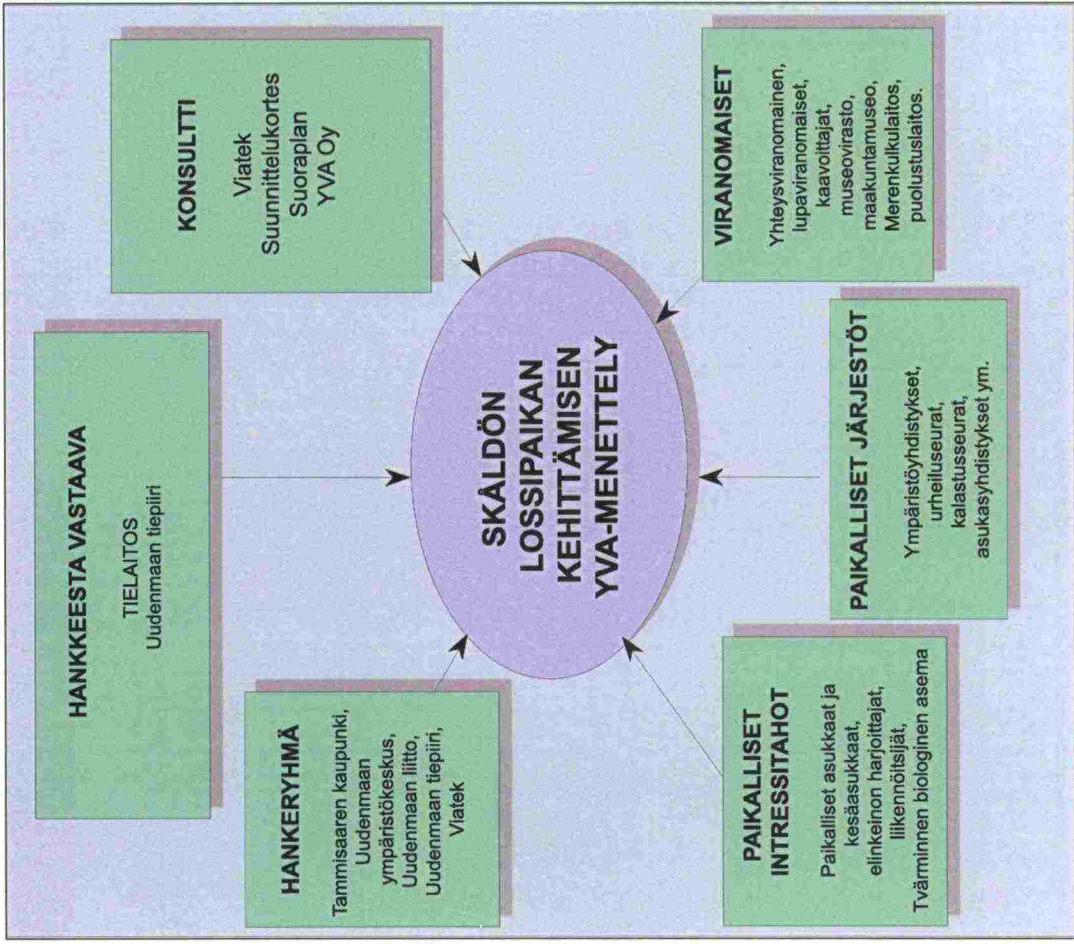 HANKKEESTA VASTAAVA
TIELAITOS
Uudenmaan tiepiiri
HANKERYHMÄ
Tammisaaren kaupunki,
Uudenmaan
ympäristökeskus,
Uudenmaan liitto,
Uudenmaan tiepiiri,
Viatek
KONSULTTI
Viatek
Suunnittelukortes
Suoraplan
YVA Oy
SKÅLDÖN
LOSSIPAIKAN
KEHITTÄMISEN
YVA-MENETTELY
PAIKALLISET
INTRESSITAHOT
Paikalliset asukkaat ja
kesäasukkaat,
elinkeinon harjoittajat,
liikennöitsijät,
Tvärminnen biologinen asema
PAIKALLISET JÄRJESTÖT
Ympäristöyhdistykset,
urheiluseurat,
kalastusseurat,
asukasyhdistykset ym.
VIRANOMAISET
Yhteysviranomainen,
lupaviranomaiset,
kaavoittajat,
museovirasto,
maakuntamuseo,
Merenkulkulaitos,
puolustuslaitos.